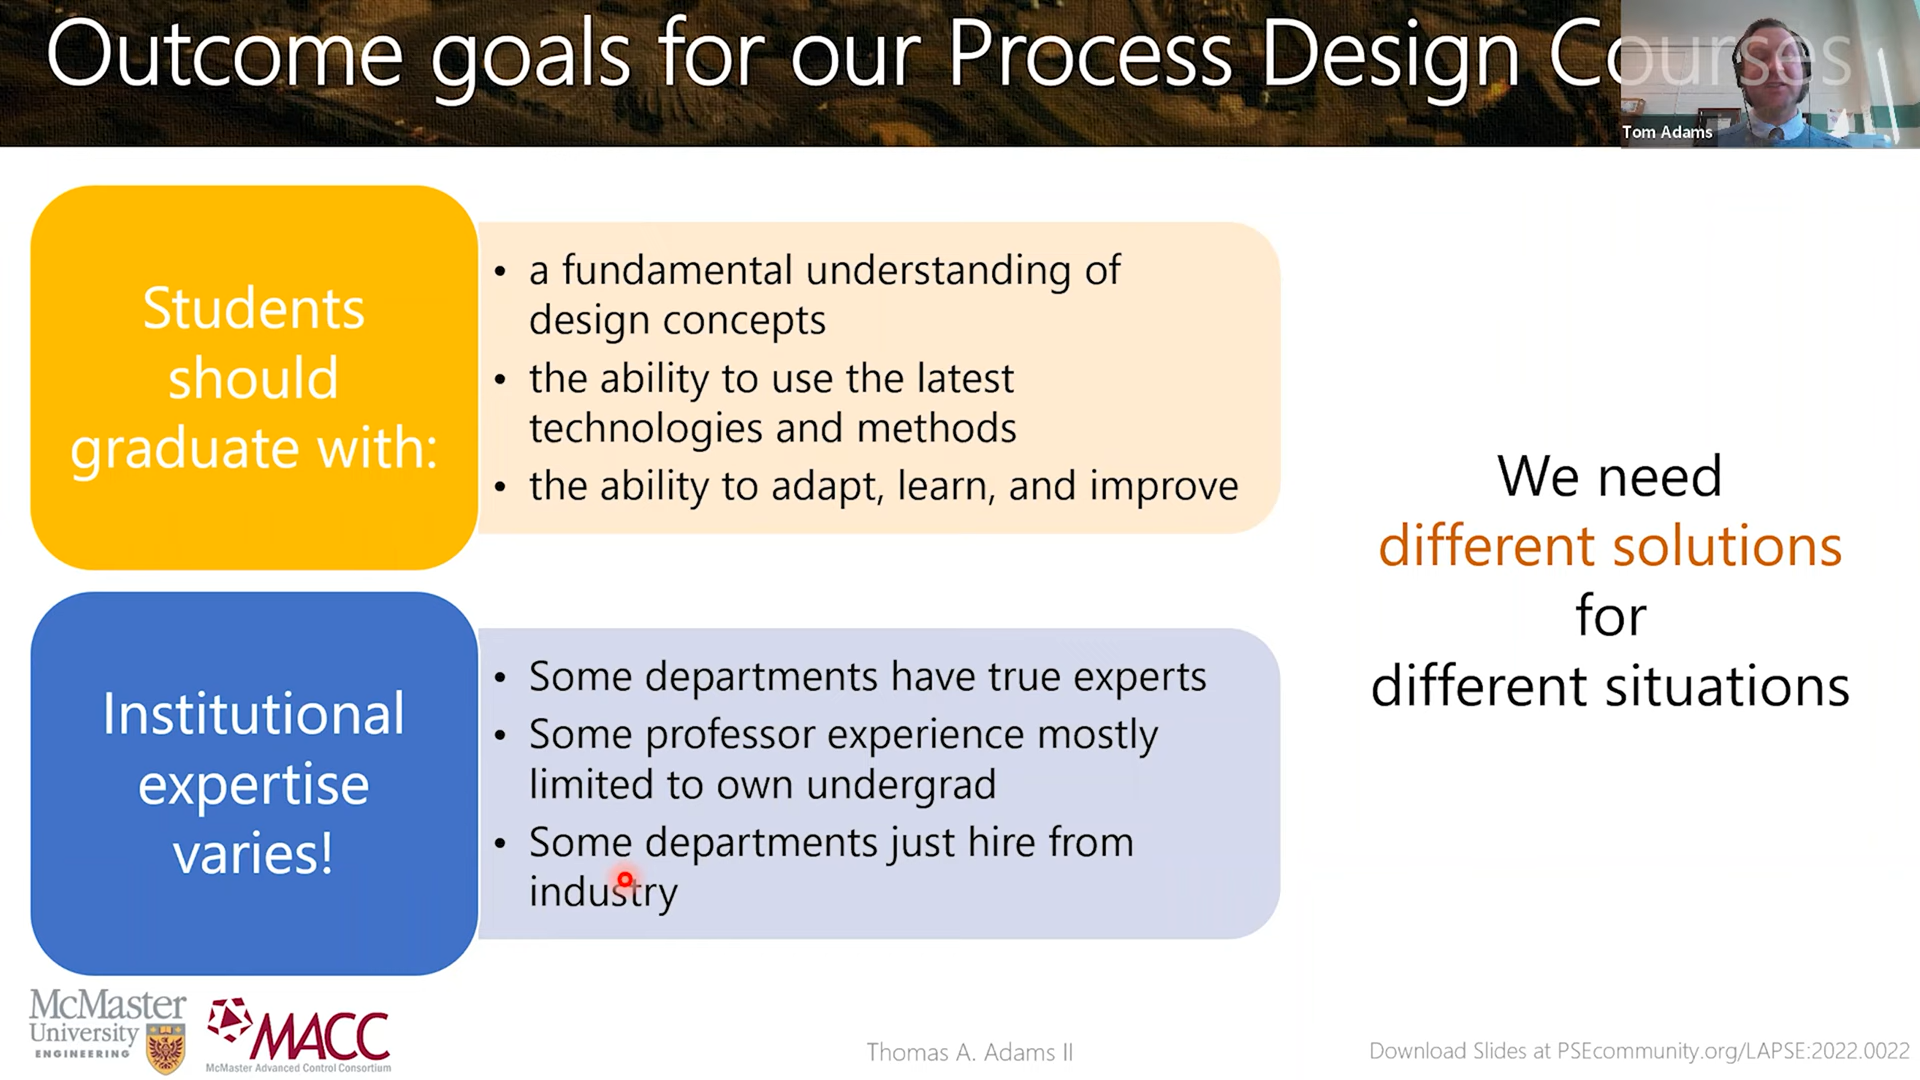 Outcome goals for our Process Design Courses
Tom Adams
Students
should
graduate with:
• a fundamental understanding of
design concepts
• the ability to use the latest
technologies and methods
• the ability to adapt, learn, and improve
We need
different solutions
for
different situations
Institutional
expertise
varies!
• Some departments have true experts
• Some professor experience mostly
limited to own undergrad
• Some departments just hire from
industry
McMaster
University
ENGINEERING
MACC
McMaster Advanced Control Consortium
Thomas A. Adams II
Download Slides at PSEcommunity.org/LAPSE:2022.0022